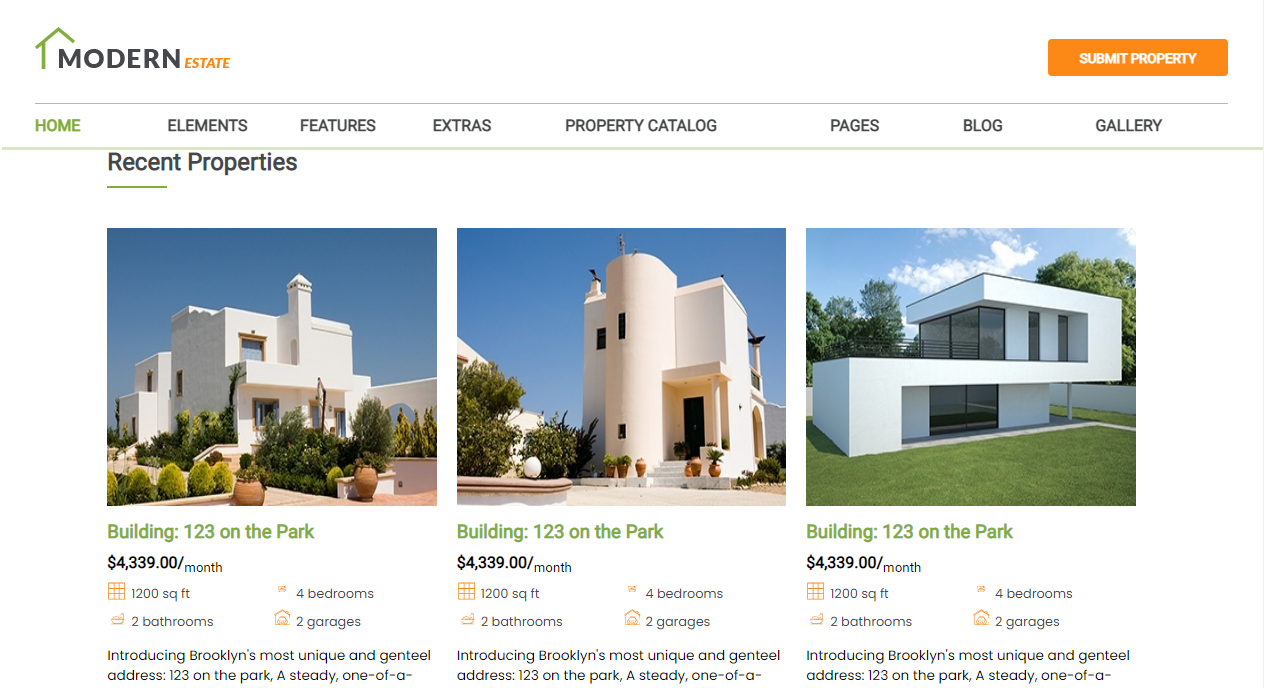 MODERN ESTATE
SUBMIT PROPERTY
HOME ELEMENTS FEATURES EXTRAS PROPERTY CATALOG PAGES BLOG GALLERY
Recent Properties
Building: 123 on the Park
$4,339.00/month
1200 sq ft 4 bedrooms
2 bathrooms 2 garages
Introducing Brooklyn's most unique and genteel
address: 123 on the park, A steady, one-of-a-
Building: 123 on the Park
$4,339.00/month
1200 sq ft 4 bedrooms
2 bathrooms 2 garages
Introducing Brooklyn's most unique and genteel
address: 123 on the park, A steady, one-of-a-
Building: 123 on the Park
$4,339.00/month
1200 sq ft 4 bedrooms
2 bathrooms 2 garages
Introducing Brooklyn's most unique and genteel
address: 123 on the park, A steady, one-of-a-